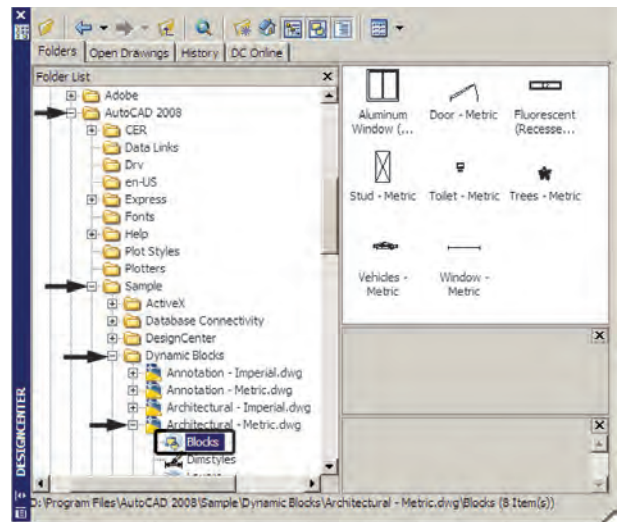 Folders Open Drawings History DC Online
Folder List
Adobe
AutoCAD 2008
CER
Data Links
Drv
en-US
Express
Fonts
Help
Plot Styles
Plotters
Sample
ActiveX
Database Connectivity
DesignCenter
Dynamic Blocks
Annotation - Imperial.dwg
Annotation - Metric.dwg
Architectural - Imperial.dwg
Architectural - Metric.dwg
Blocks
Dimstyles
Layers
Aluminum Window (...
Door - Metric
Fluorescent (Recesse...
Stud - Metric
Toilet - Metric
Trees - Metric
Vehicles - Metric
Window - Metric
DESIGNCENTER
D:\Program Files\AutoCAD 2008\Sample\Dynamic Blocks\Architectural - Metric.dwg\Blocks (8 Item(s))